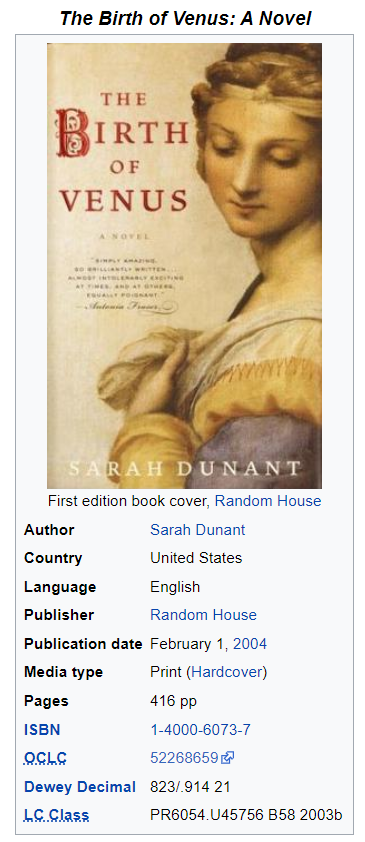 The Birth of Venus: A Novel
THE
BIRTH
OF
VENUS
A NOVEL
"SIMPLY AMAZING,
SO BRILLIANTLY WRITTEN...
ALMOST INTOLERABLY EXCITING
AT TIMES, AND AT OTHERS,
EQUALLY POIGNANT."
—Antonia Fraser
SARAH DUNANT
First edition book cover, Random House
Author Sarah Dunant
Country United States
Language English
Publisher Random House
Publication date February 1, 2004
Media type Print (Hardcover)
Pages 416 pp
ISBN 1-4000-6073-7
OCLC 52268659
Dewey Decimal 823/.914 21
LC Class PR6054.U45756 B58 2003b